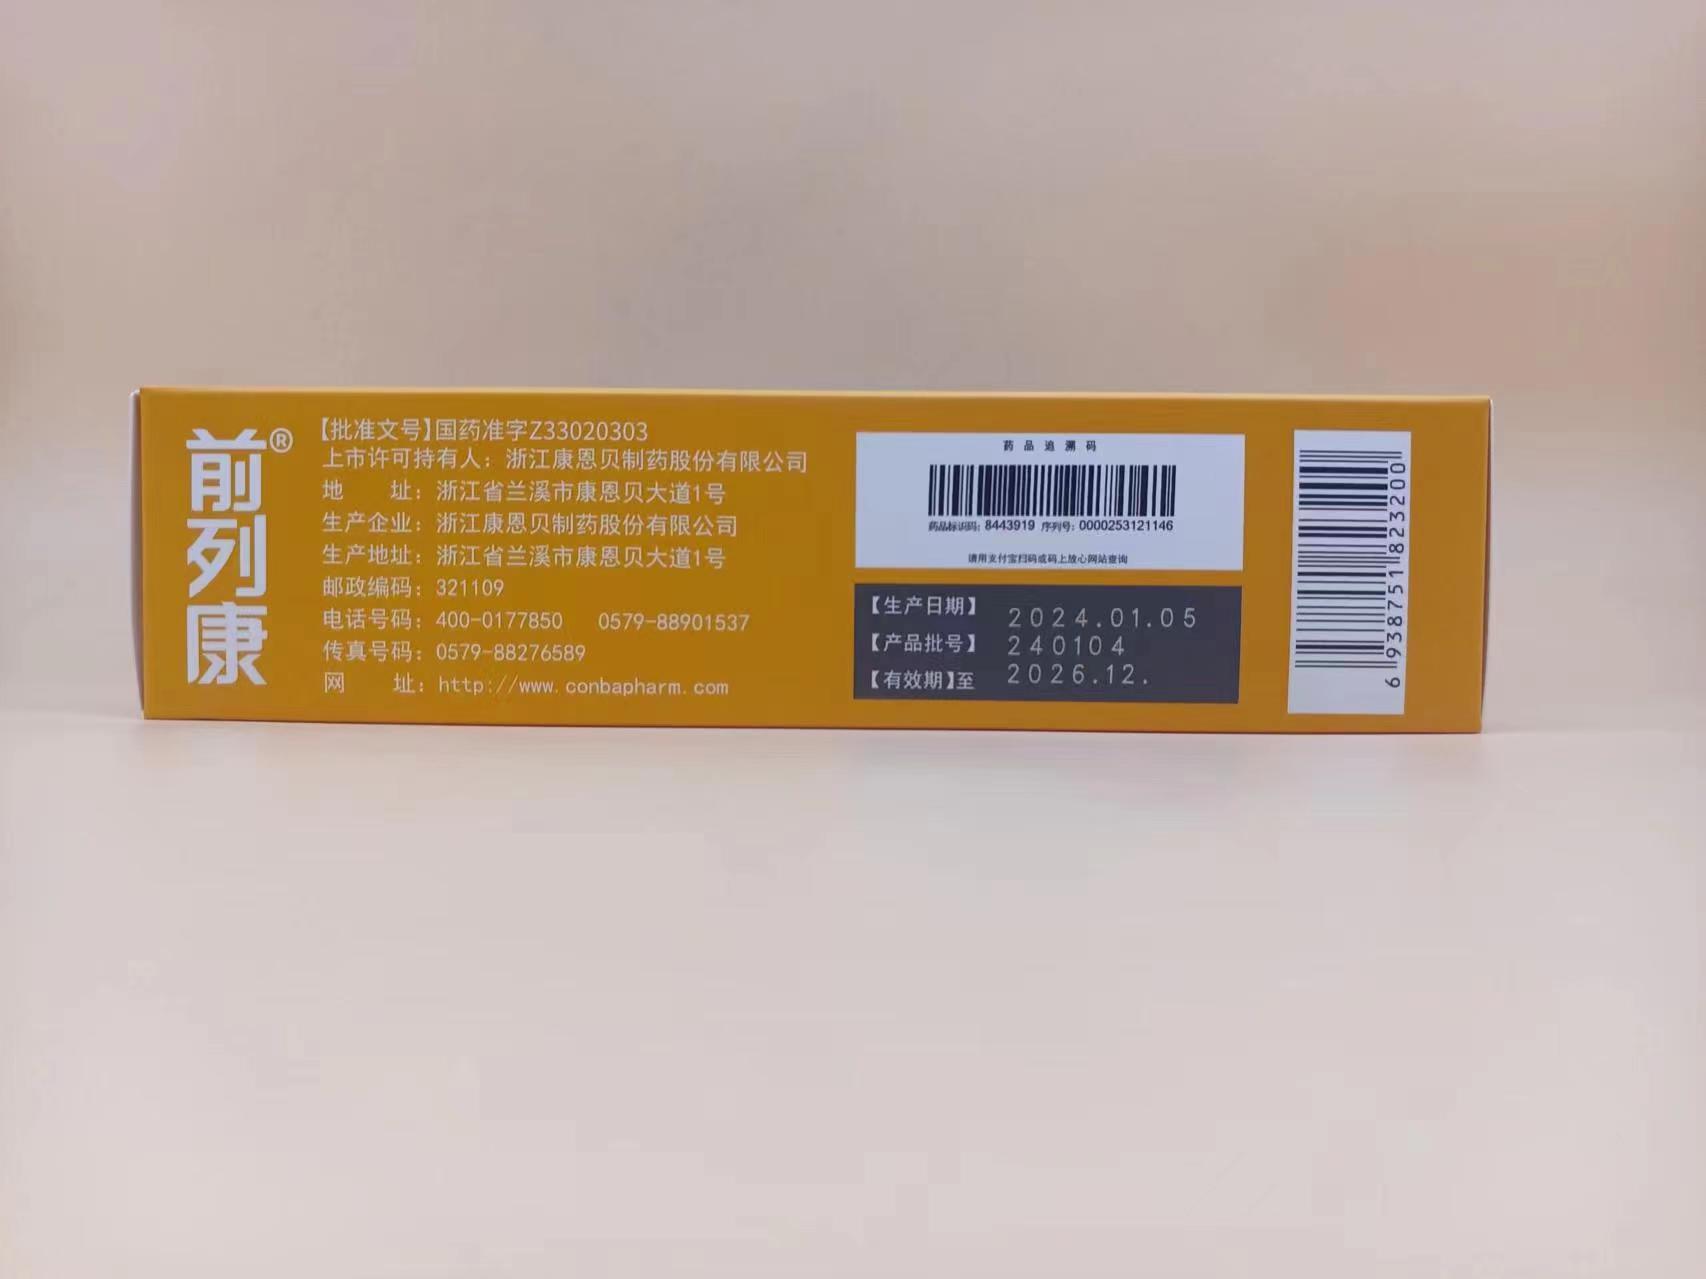 前列康®
【批准文号】国药准字Z33020303
上市许可持有人：浙江康恩贝制药股份有限公司
地 址：浙江省兰溪市康恩贝大道1号
生产企业：浙江康恩贝制药股份有限公司
生产地址：浙江省兰溪市康恩贝大道1号
邮政编码：321109
电话号码：400-0177850 0579-88901537
传真号码：0579-88276589
网 址：http://www.conbapharm.com
药品追溯码
药品标识码：8443919 序列号：0000253121146
请用支付宝扫码或码上放心网站查询
【生产日期】 2024.01.05
【产品批号】 240104
【有效期】至 2026.12.
6 938751 823200